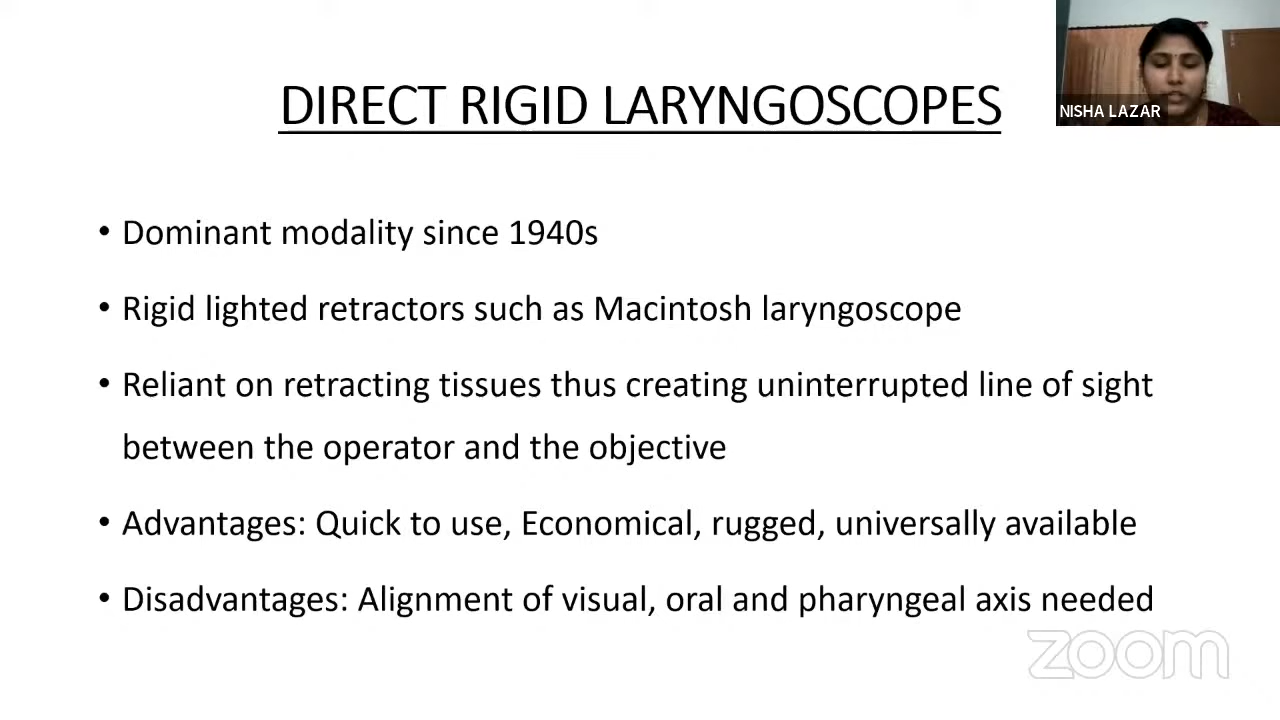 DIRECT RIGID LARYNGOSCOPES
NISHA LAZAR
• Dominant modality since 1940s
• Rigid lighted retractors such as Macintosh laryngoscope
• Reliant on retracting tissues thus creating uninterrupted line of sight
between the operator and the objective
• Advantages: Quick to use, Economical, rugged, universally available
• Disadvantages: Alignment of visual, oral and pharyngeal axis needed
zoom